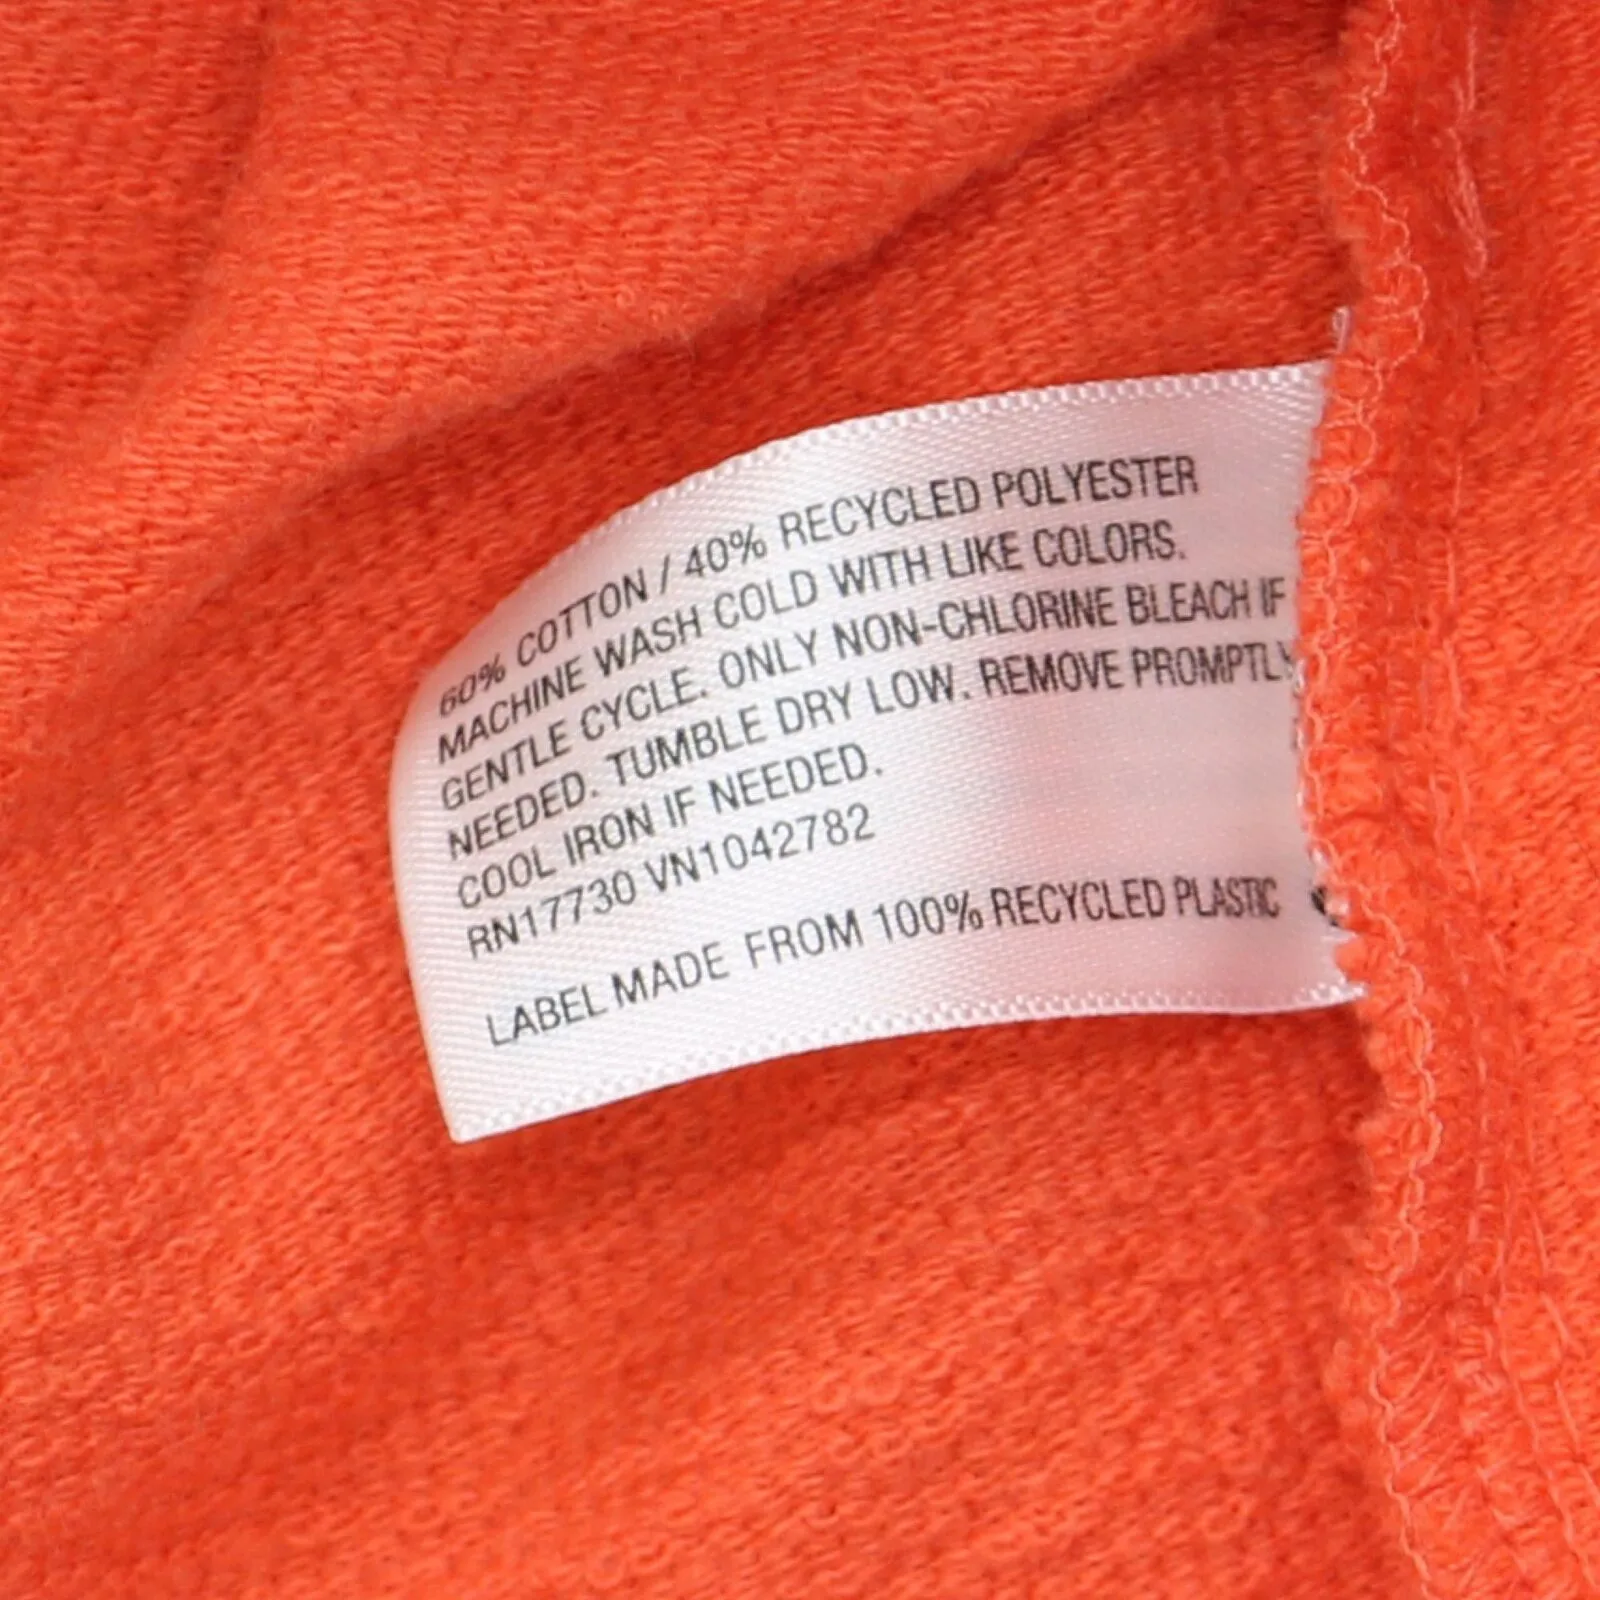 60% COTTON / 40% RECYCLED POLYESTER
MACHINE WASH COLD WITH LIKE COLORS.
GENTLE CYCLE. ONLY NON-CHLORINE BLEACH IF
NEEDED. TUMBLE DRY LOW. REMOVE PROMPTLY
COOL IRON IF NEEDED.
RN17730 VN1042782
LABEL MADE FROM 100% RECYCLED PLASTIC